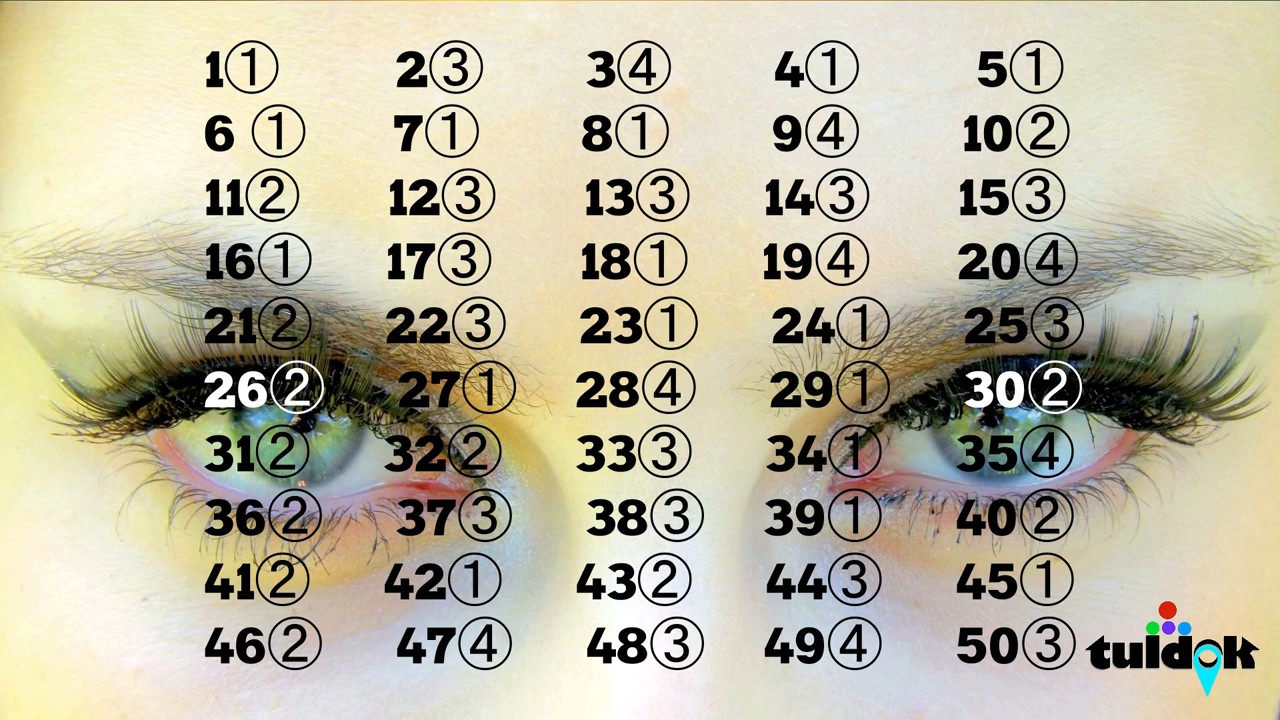 1① 2③ 3④ 4① 5①
6 ① 7① 8① 9④ 10②
11② 12③ 13③ 14③ 15③
16① 17③ 18① 19④ 20④
21② 22③ 23① 24① 25③
26② 27① 28④ 29① 30②
31② 32② 33③ 34① 35④
36② 37③ 38③ 39① 40②
41② 42① 43② 44③ 45①
46② 47④ 48③ 49④ 50③
tuldok